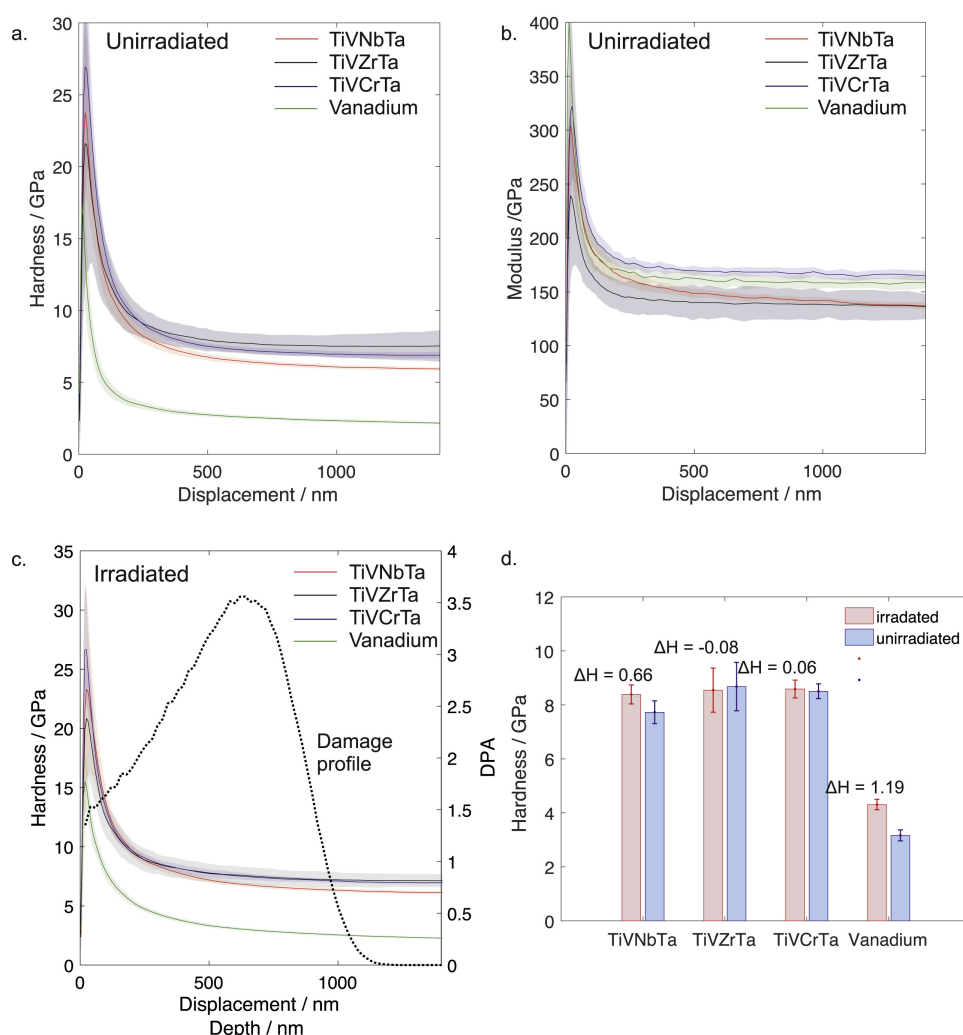 a.
Unirradiated
TiVNbTa
TiVZrTa
TiVCrTa
Vanadium
30
25
20
15
10
5
0
Hardness / GPa
0 500 1000
Displacement / nm
b.
Unirradiated
TiVNbTa
TiVZrTa
TiVCrTa
Vanadium
400
350
300
250
200
150
100
50
0
Modulus /GPa
0 500 1000
Displacement / nm
c.
Irradiated
TiVNbTa
TiVZrTa
TiVCrTa
Vanadium
35
30
25
20
15
10
5
0
Hardness / GPa
Damage
profile
4
3.5
3
2.5
2
1.5
1
0.5
0
DPA
0 500 1000
Displacement / nm
Depth / nm
d.
irradated
unirradiated
12
10
8
6
4
2
0
Hardness / GPa
ΔH = 0.66
ΔH = -0.08
ΔH = 0.06
ΔH = 1.19
TiVNbTa TiVZrTa TiVCrTa Vanadium